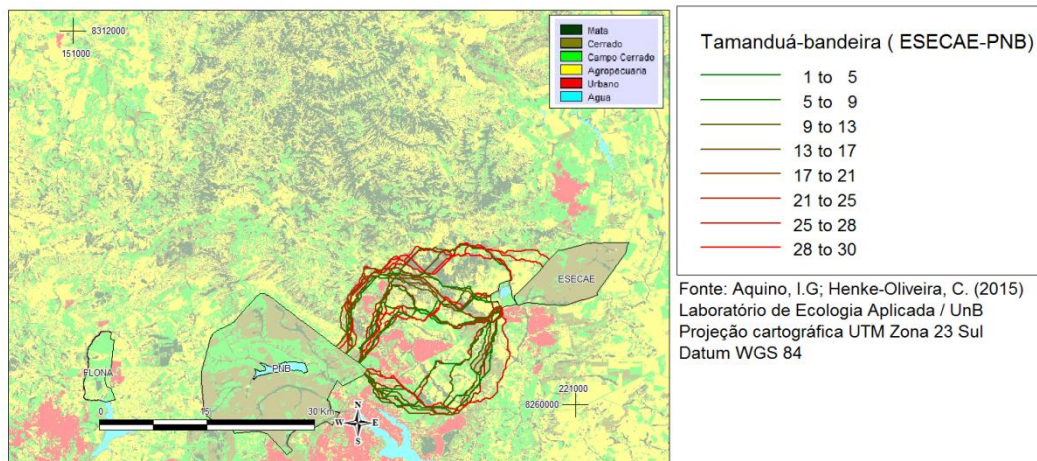 8312000
151000
Mata
Cerrado
Campo Cerrado
Agropecuaria
Urbano
Agua
ESECAE
FLONA
PNB
221000
8260000
0 15 30 Km
N
W E
S
Tamanduá-bandeira ( ESECAE-PNB)
1 to 5
5 to 9
9 to 13
13 to 17
17 to 21
21 to 25
25 to 28
28 to 30
Fonte: Aquino, I.G; Henke-Oliveira, C. (2015)
Laboratório de Ecologia Aplicada / UnB
Projeção cartográfica UTM Zona 23 Sul
Datum WGS 84